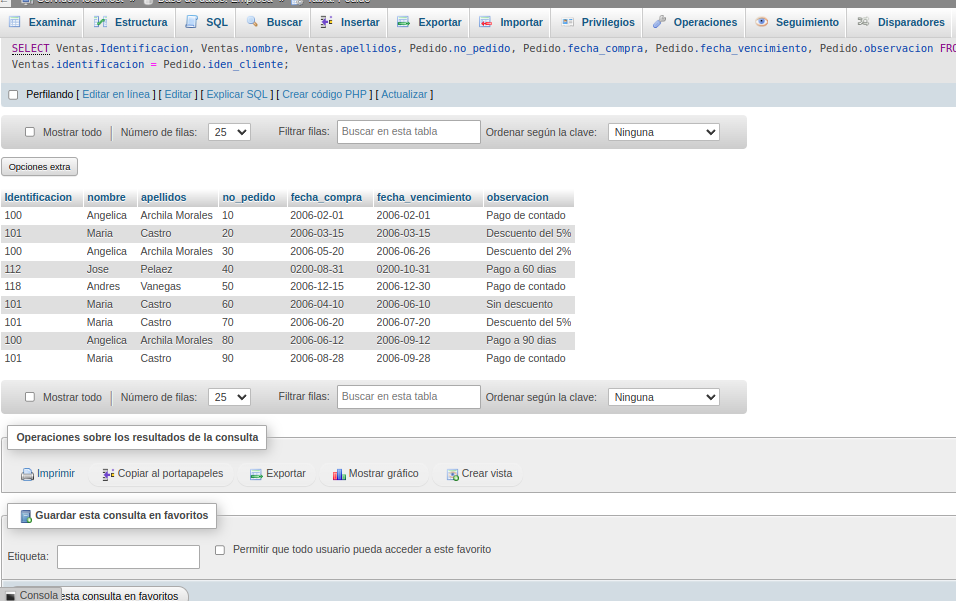 Examinar Estructura SQL Buscar Insertar Exportar Importar Privilegios Operaciones Seguimiento Disparadores
SELECT Ventas.Identificacion, Ventas.nombre, Ventas.apellidos, Pedido.no_pedido, Pedido.fecha_compra, Pedido.fecha_vencimiento, Pedido.observacion FRO
Ventas.identificacion = Pedido.iden_cliente;
Perfilando [ Editar en línea ] [ Editar ] [ Explicar SQL ] [ Crear código PHP ] [ Actualizar ]
Mostrar todo Número de filas: 25 Filtrar filas: Buscar en esta tabla Ordenar según la clave: Ninguna
Opciones extra
Identificacion nombre apellidos no_pedido fecha_compra fecha_vencimiento observacion
100 Angelica Archila Morales 10 2006-02-01 2006-02-01 Pago de contado
101 Maria Castro 20 2006-03-15 2006-03-15 Descuento del 5%
100 Angelica Archila Morales 30 2006-05-20 2006-06-26 Descuento del 2%
112 Jose Pelaez 40 0200-08-31 0200-10-31 Pago a 60 dias
118 Andres Vanegas 50 2006-12-15 2006-12-30 Pago de contado
101 Maria Castro 60 2006-04-10 2006-06-10 Sin descuento
101 Maria Castro 70 2006-06-20 2006-07-20 Descuento del 5%
100 Angelica Archila Morales 80 2006-06-12 2006-09-12 Pago a 90 dias
101 Maria Castro 90 2006-08-28 2006-09-28 Pago de contado
Mostrar todo Número de filas: 25 Filtrar filas: Buscar en esta tabla Ordenar según la clave: Ninguna
Operaciones sobre los resultados de la consulta
Imprimir Copiar al portapapeles Exportar Mostrar gráfico Crear vista
Guardar esta consulta en favoritos
Etiqueta: Permitir que todo usuario pueda acceder a este favorito
Consola esta consulta en favoritos